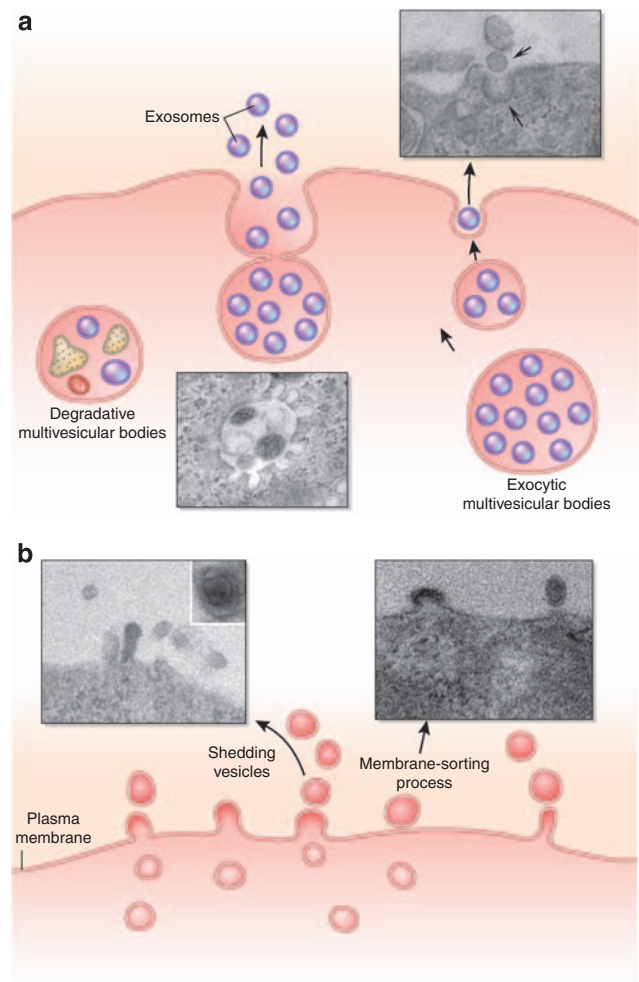 a
Exosomes
Degradative
multivesicular bodies
Exocytic
multivesicular bodies
b
Shedding
vesicles
Membrane-sorting
process
Plasma
membrane